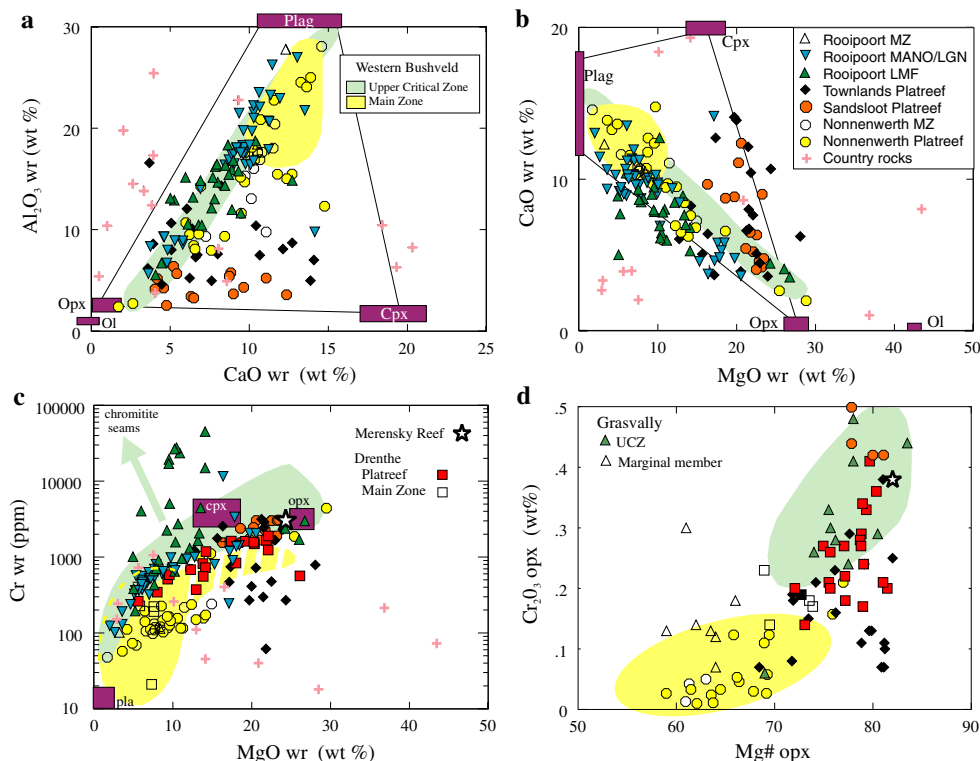 a
Plag
Western Bushveld
Upper Critical Zone
Main Zone
Opx
Ol
Cpx
0 5 10 15 20 25
0 10 20 30
CaO wr (wt %)
Al2O3 wr (wt %)
b
Cpx
Plag
Rooipoort MZ
Rooipoort MANO/LGN
Rooipoort LMF
Townlands Platreef
Sandsloot Platreef
Nonnenwerth MZ
Nonnenwerth Platreef
Country rocks
Opx
Ol
0 10 20 30 40 50
0 10 20
MgO wr (wt %)
CaO wr (wt %)
c
chromitite
seams
Merensky Reef
Drenthe
Platreef
Main Zone
cpx
opx
pla
0 10 20 30 40 50
10 100 1000 10000 100000
MgO wr (wt %)
Cr wr (ppm)
d
Grasvally
UCZ
Marginal member
50 60 70 80 90
0 .1 .2 .3 .4 .5
Mg# opx
Cr2O3 opx (wt%)